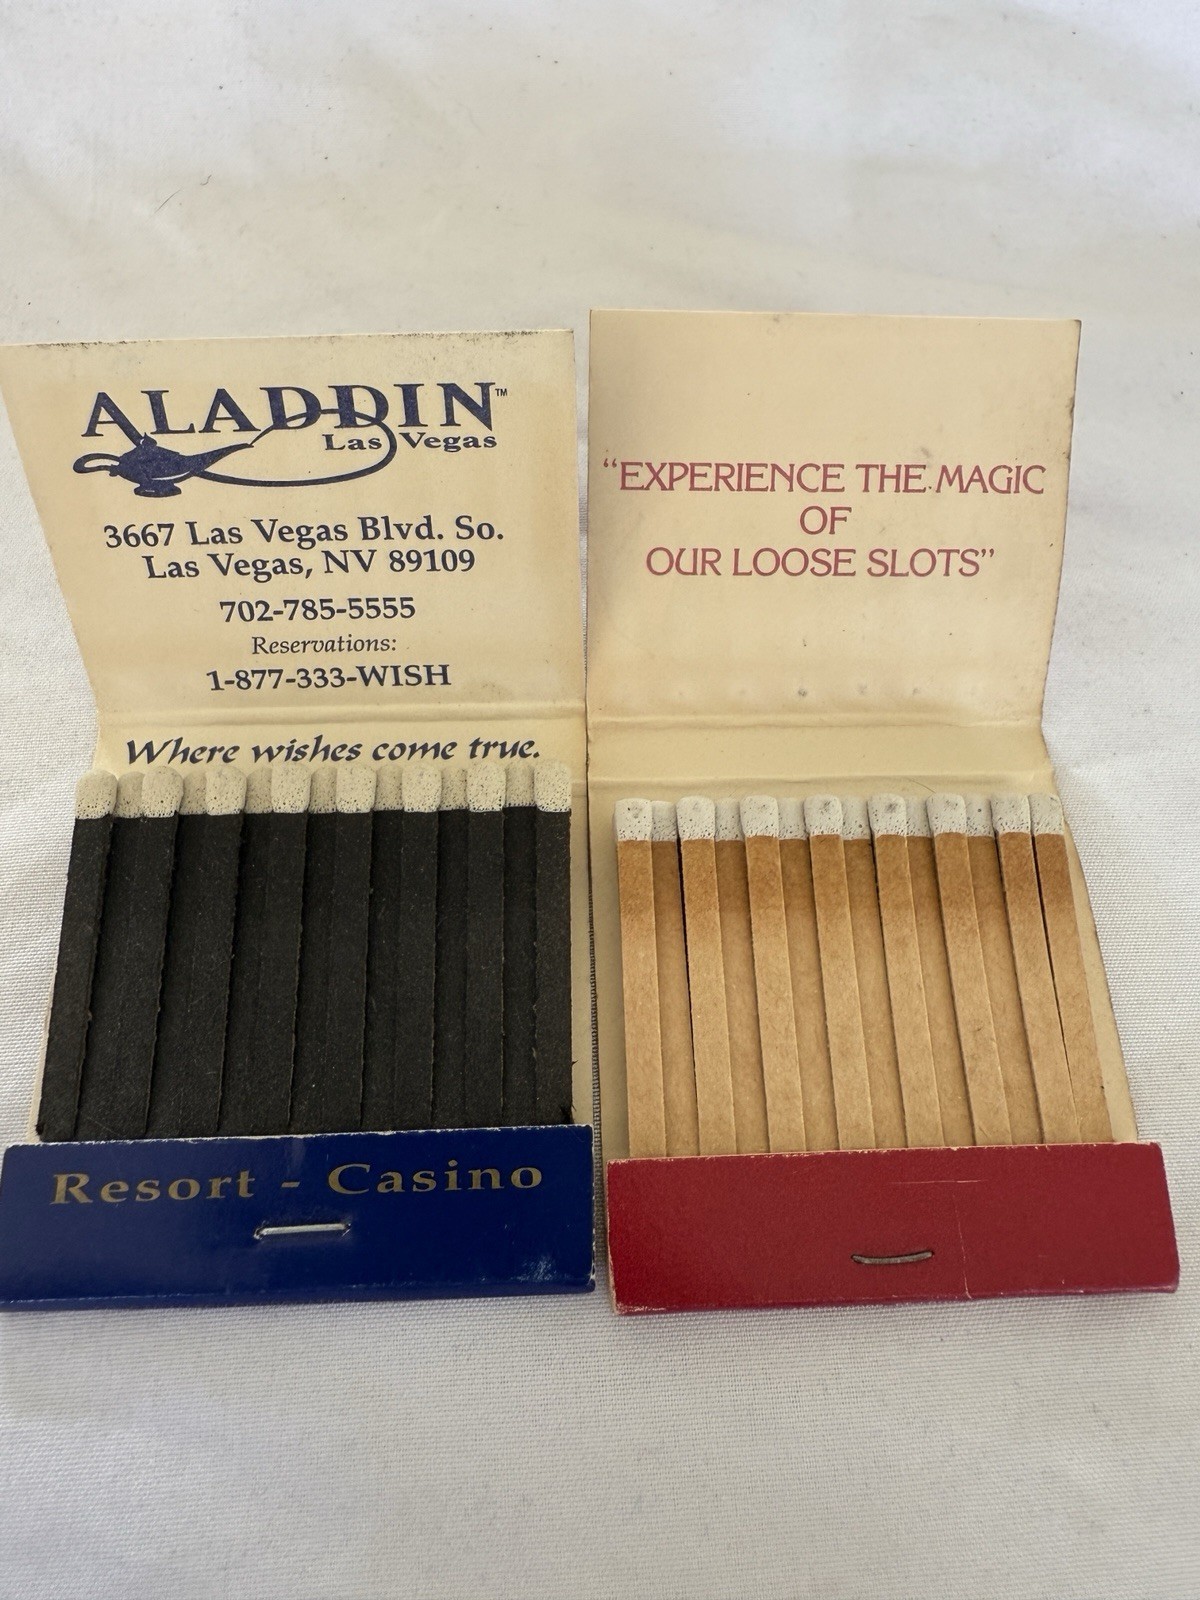 ALADDIN™
Las Vegas
3667 Las Vegas Blvd. So.
Las Vegas, NV 89109
702-785-5555
Reservations:
1-877-333-WISH
Where wishes come true.
Resort - Casino
“EXPERIENCE THE MAGIC
OF
OUR LOOSE SLOTS”